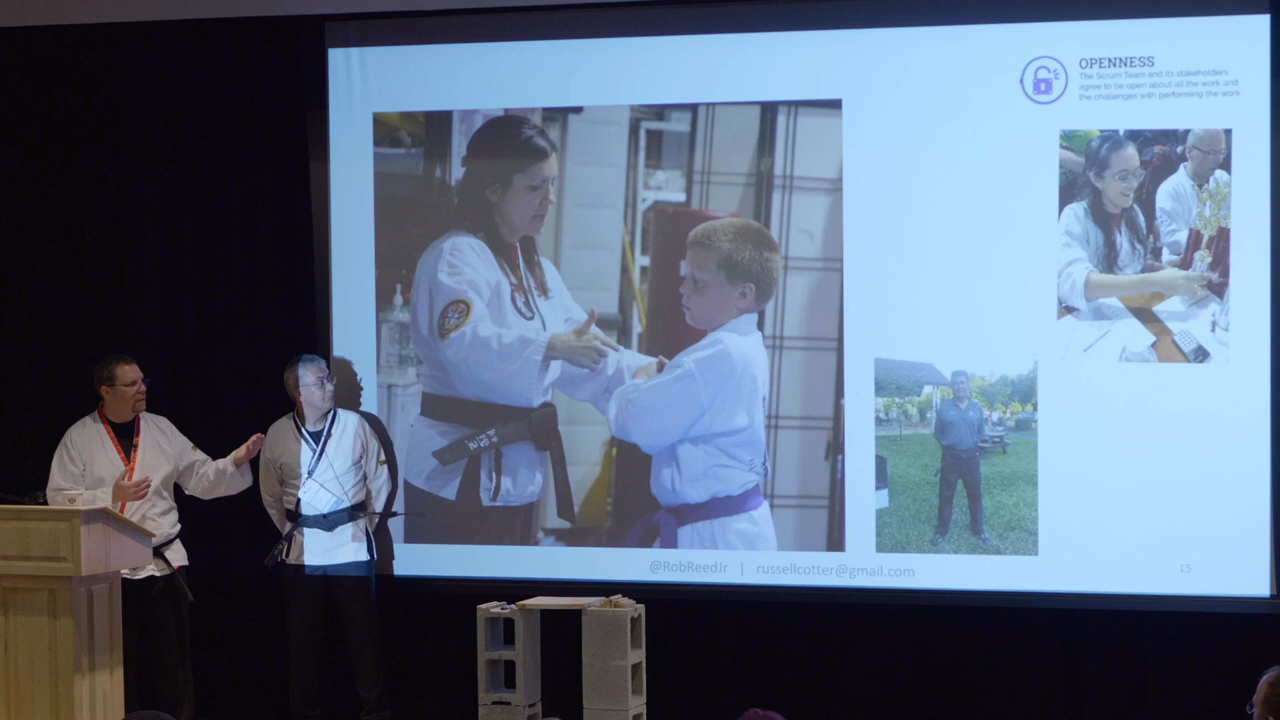 OPENNESS
The Scrum Team and its stakeholders
agree to be open about all the work and
the challenges with performing the work
@RobReedJr | russellcotter@gmail.com
15